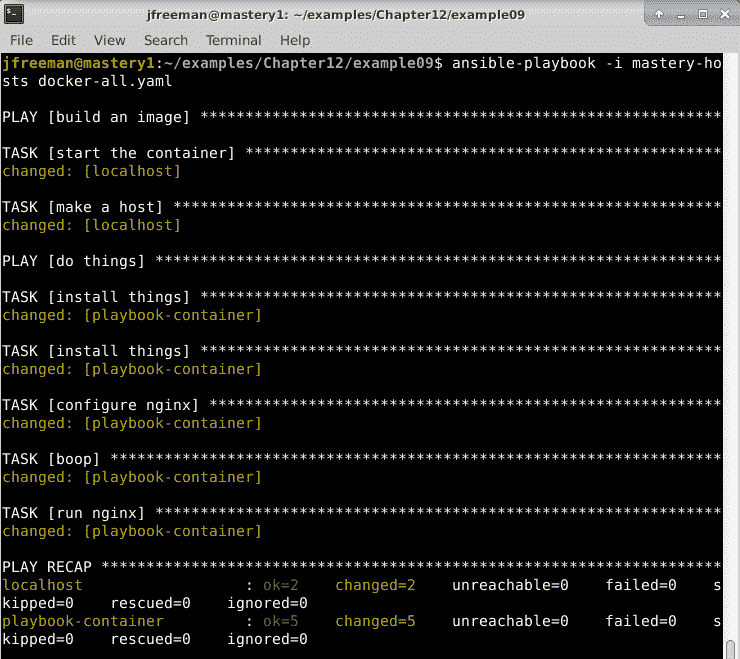 jfreeman@mastery1: ~/examples/Chapter12/example09
File Edit View Search Terminal Help
jfreeman@mastery1:~/examples/Chapter12/example09$ ansible-playbook -i mastery-ho
sts docker-all.yaml
PLAY [build an image] **********************************************************
TASK [start the container] *****************************************************
changed: [localhost]
TASK [make a host] *************************************************************
changed: [localhost]
PLAY [do things] ***************************************************************
TASK [install things] **********************************************************
changed: [playbook-container]
TASK [install things] **********************************************************
changed: [playbook-container]
TASK [configure nginx] *********************************************************
changed: [playbook-container]
TASK [boop] ********************************************************************
changed: [playbook-container]
TASK [run nginx] ***************************************************************
changed: [playbook-container]
PLAY RECAP *********************************************************************
localhost                  : ok=2    changed=2    unreachable=0    failed=0    s
kipped=0    rescued=0    ignored=0
playbook-container         : ok=5    changed=5    unreachable=0    failed=0    s
kipped=0    rescued=0    ignored=0